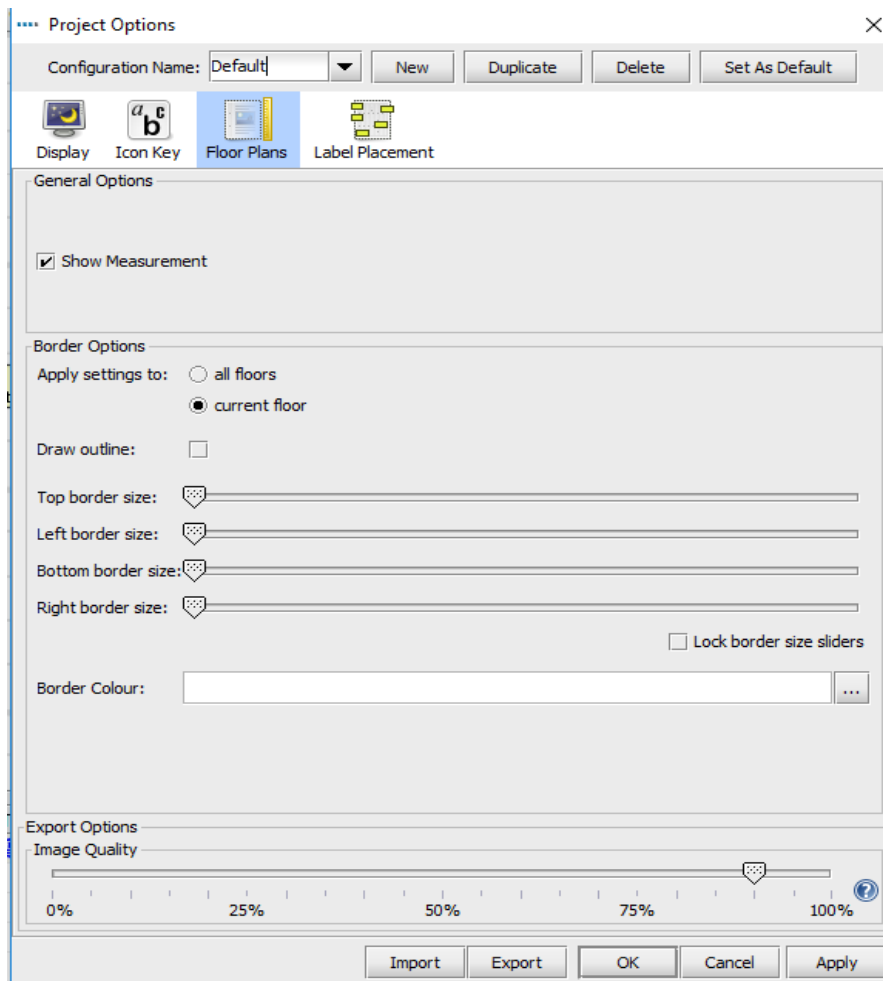 Project Options
Configuration Name: Default New Duplicate Delete Set As Default
a b c
Display Icon Key Floor Plans Label Placement
General Options
Show Measurement
Border Options
Apply settings to: all floors
current floor
Draw outline:
Top border size:
Left border size:
Bottom border size:
Right border size:
Lock border size sliders
Border Colour: ...
Export Options
Image Quality
?
0% 25% 50% 75% 100%
Import Export OK Cancel Apply